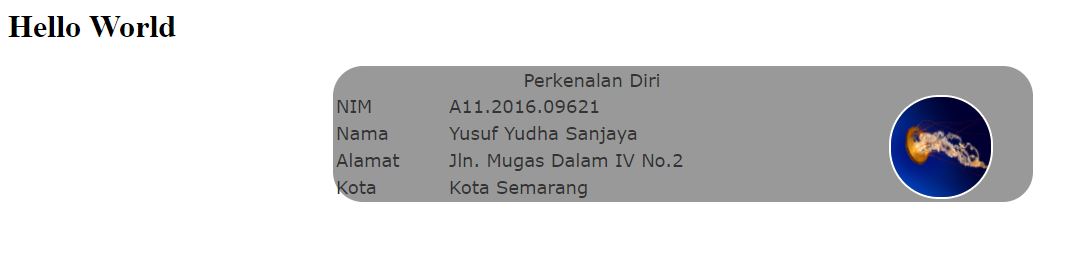 Hello World
Perkenalan Diri
NIM A11.2016.09621
Nama Yusuf Yudha Sanjaya
Alamat Jln. Mugas Dalam IV No.2
Kota Kota Semarang